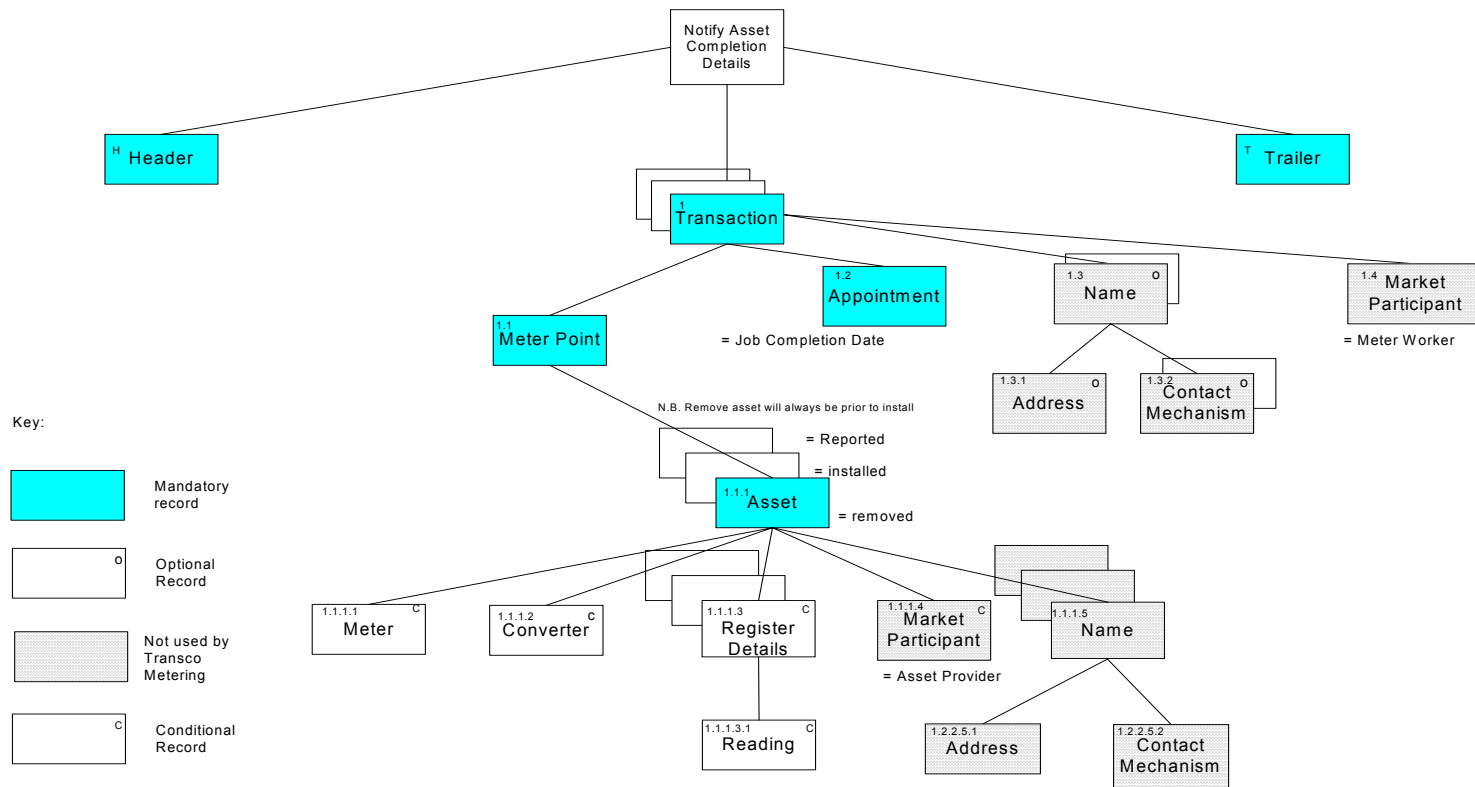 Notify Asset
Completion
Details
H
Header
T
Trailer
1
Transaction
1.2
Appointment
= Job Completion Date
1.3
O
Name
1.4
Market
Participant
= Meter Worker
1.1
Meter Point
1.3.1
O
Address
1.3.2
O
Contact
Mechanism
N.B. Remove asset will always be prior to install
= Reported
= installed
1.1.1
Asset
= removed
Key:
Mandatory
record
O
Optional
Record
Not used by
Transco
Metering
C
Conditional
Record
1.1.1.1
C
Meter
1.1.1.2
C
Converter
1.1.1.3
C
Register
Details
1.1.1.4
C
Market
Participant
= Asset Provider
1.1.1.5
Name
1.1.1.3.1
C
Reading
1.2.2.5.1
Address
1.2.2.5.2
Contact
Mechanism